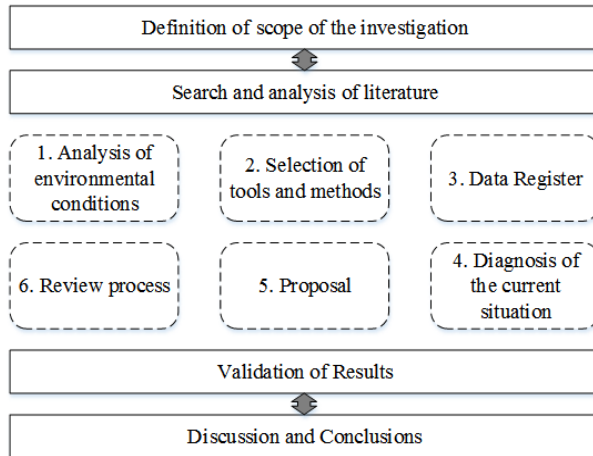 Definition of scope of the investigation
Search and analysis of literature
1. Analysis of
environmental
conditions
2. Selection of
tools and methods
3. Data Register
6. Review process
5. Proposal
4. Diagnosis of
the current
situation
Validation of Results
Discussion and Conclusions